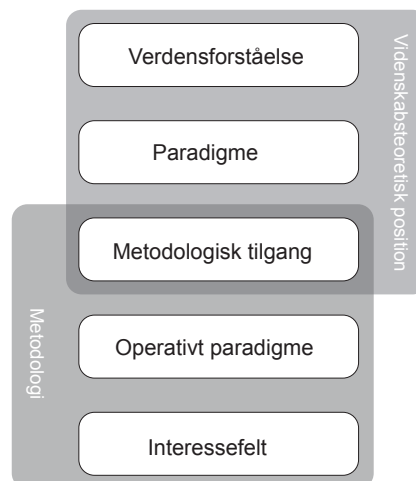 Verdensforståelse
Paradigme
Metodologisk tilgang
Operativt paradigme
Interessefelt
Videnskabsteoretisk position
Metodologi